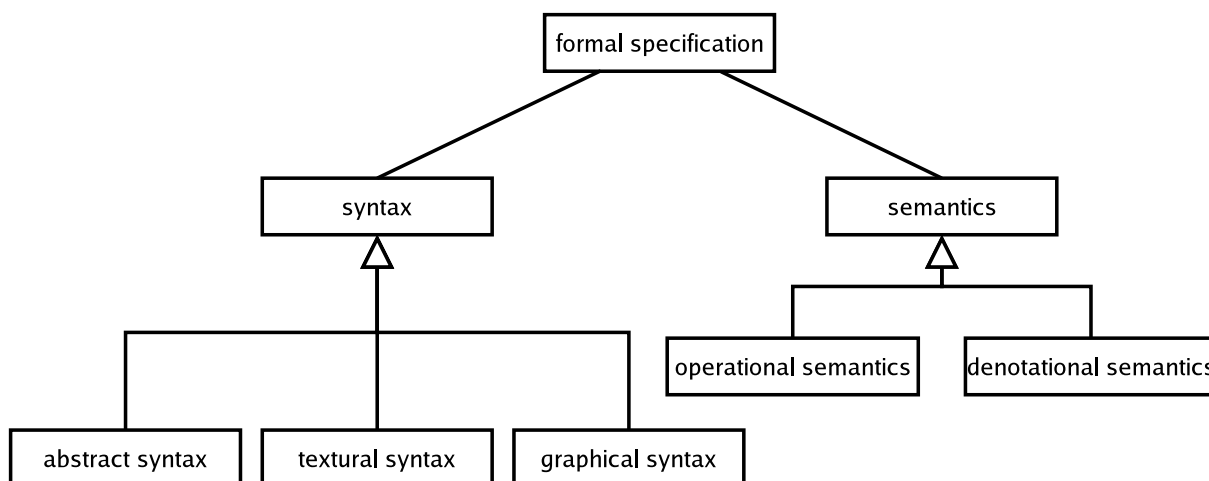 formal specification
syntax
semantics
operational semantics
denotational semantics
abstract syntax
textural syntax
graphical syntax